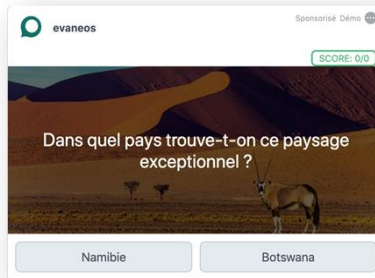 evaneos
Sponsorisé Démo
SCORE: 0/0
Dans quel pays trouve-t-on ce paysage
exceptionnel ?
Namibie
Botswana